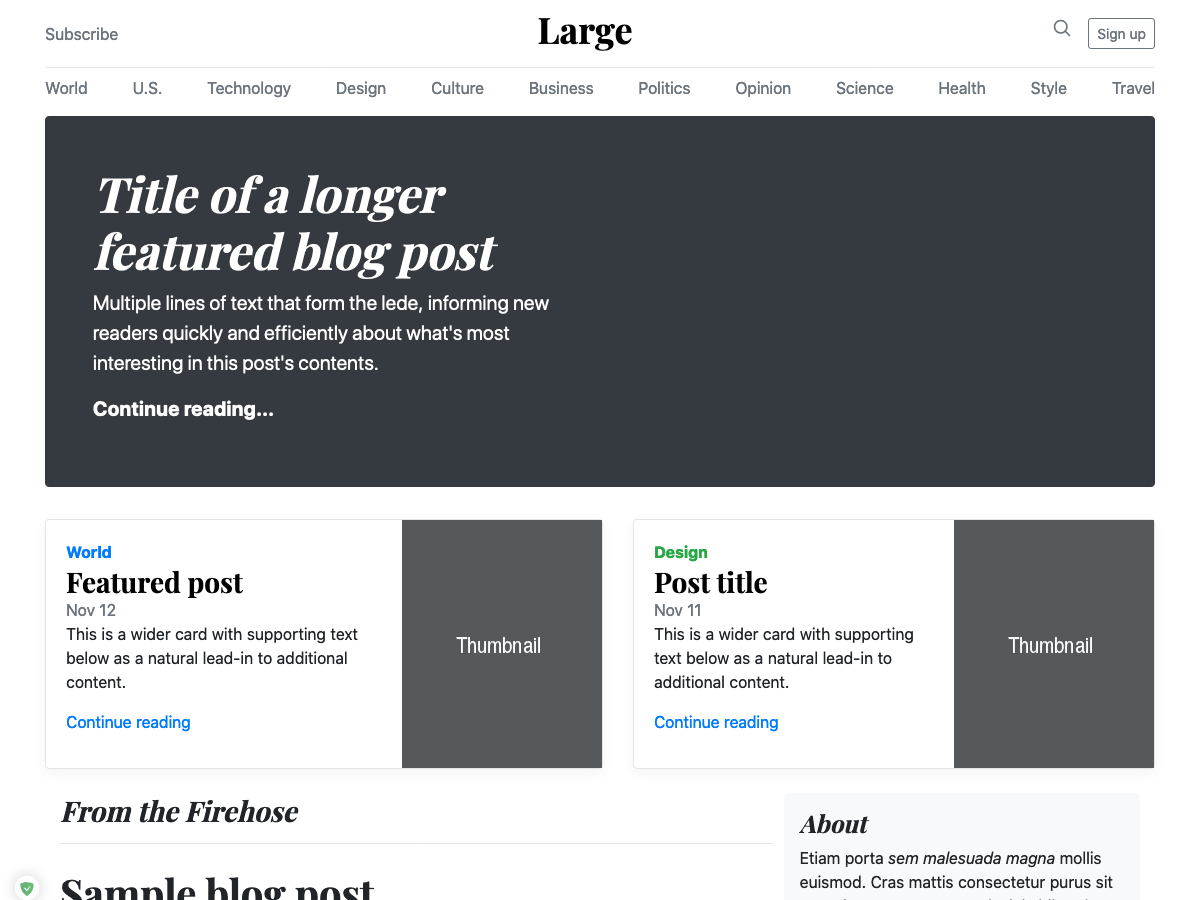 Subscribe
Large
Sign up
World U.S. Technology Design Culture Business Politics Opinion Science Health Style Travel
Title of a longer
featured blog post
Multiple lines of text that form the lede, informing new
readers quickly and efficiently about what's most
interesting in this post's contents.
Continue reading...
World
Featured post
Nov 12
This is a wider card with supporting text
below as a natural lead-in to additional
content.
Continue reading
Thumbnail
Design
Post title
Nov 11
This is a wider card with supporting
text below as a natural lead-in to
additional content.
Continue reading
Thumbnail
From the Firehose
Sample blog post
About
Etiam porta sem malesuada magna mollis
euismod. Cras mattis consectetur purus sit